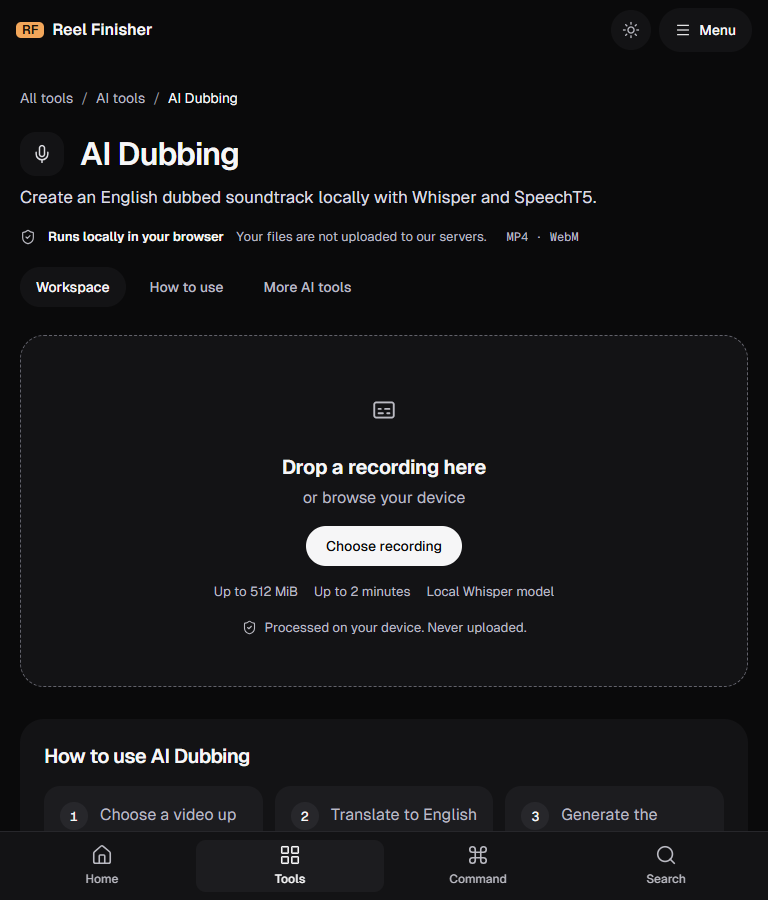 RF Reel Finisher
Menu
All tools / AI tools / AI Dubbing
AI Dubbing
Create an English dubbed soundtrack locally with Whisper and SpeechT5.
Runs locally in your browser Your files are not uploaded to our servers. MP4 · WebM
Workspace How to use More AI tools
Drop a recording here
or browse your device
Choose recording
Up to 512 MiB Up to 2 minutes Local Whisper model
Processed on your device. Never uploaded.
How to use AI Dubbing
1 Choose a video up
2 Translate to English
3 Generate the
Home Tools Command Search